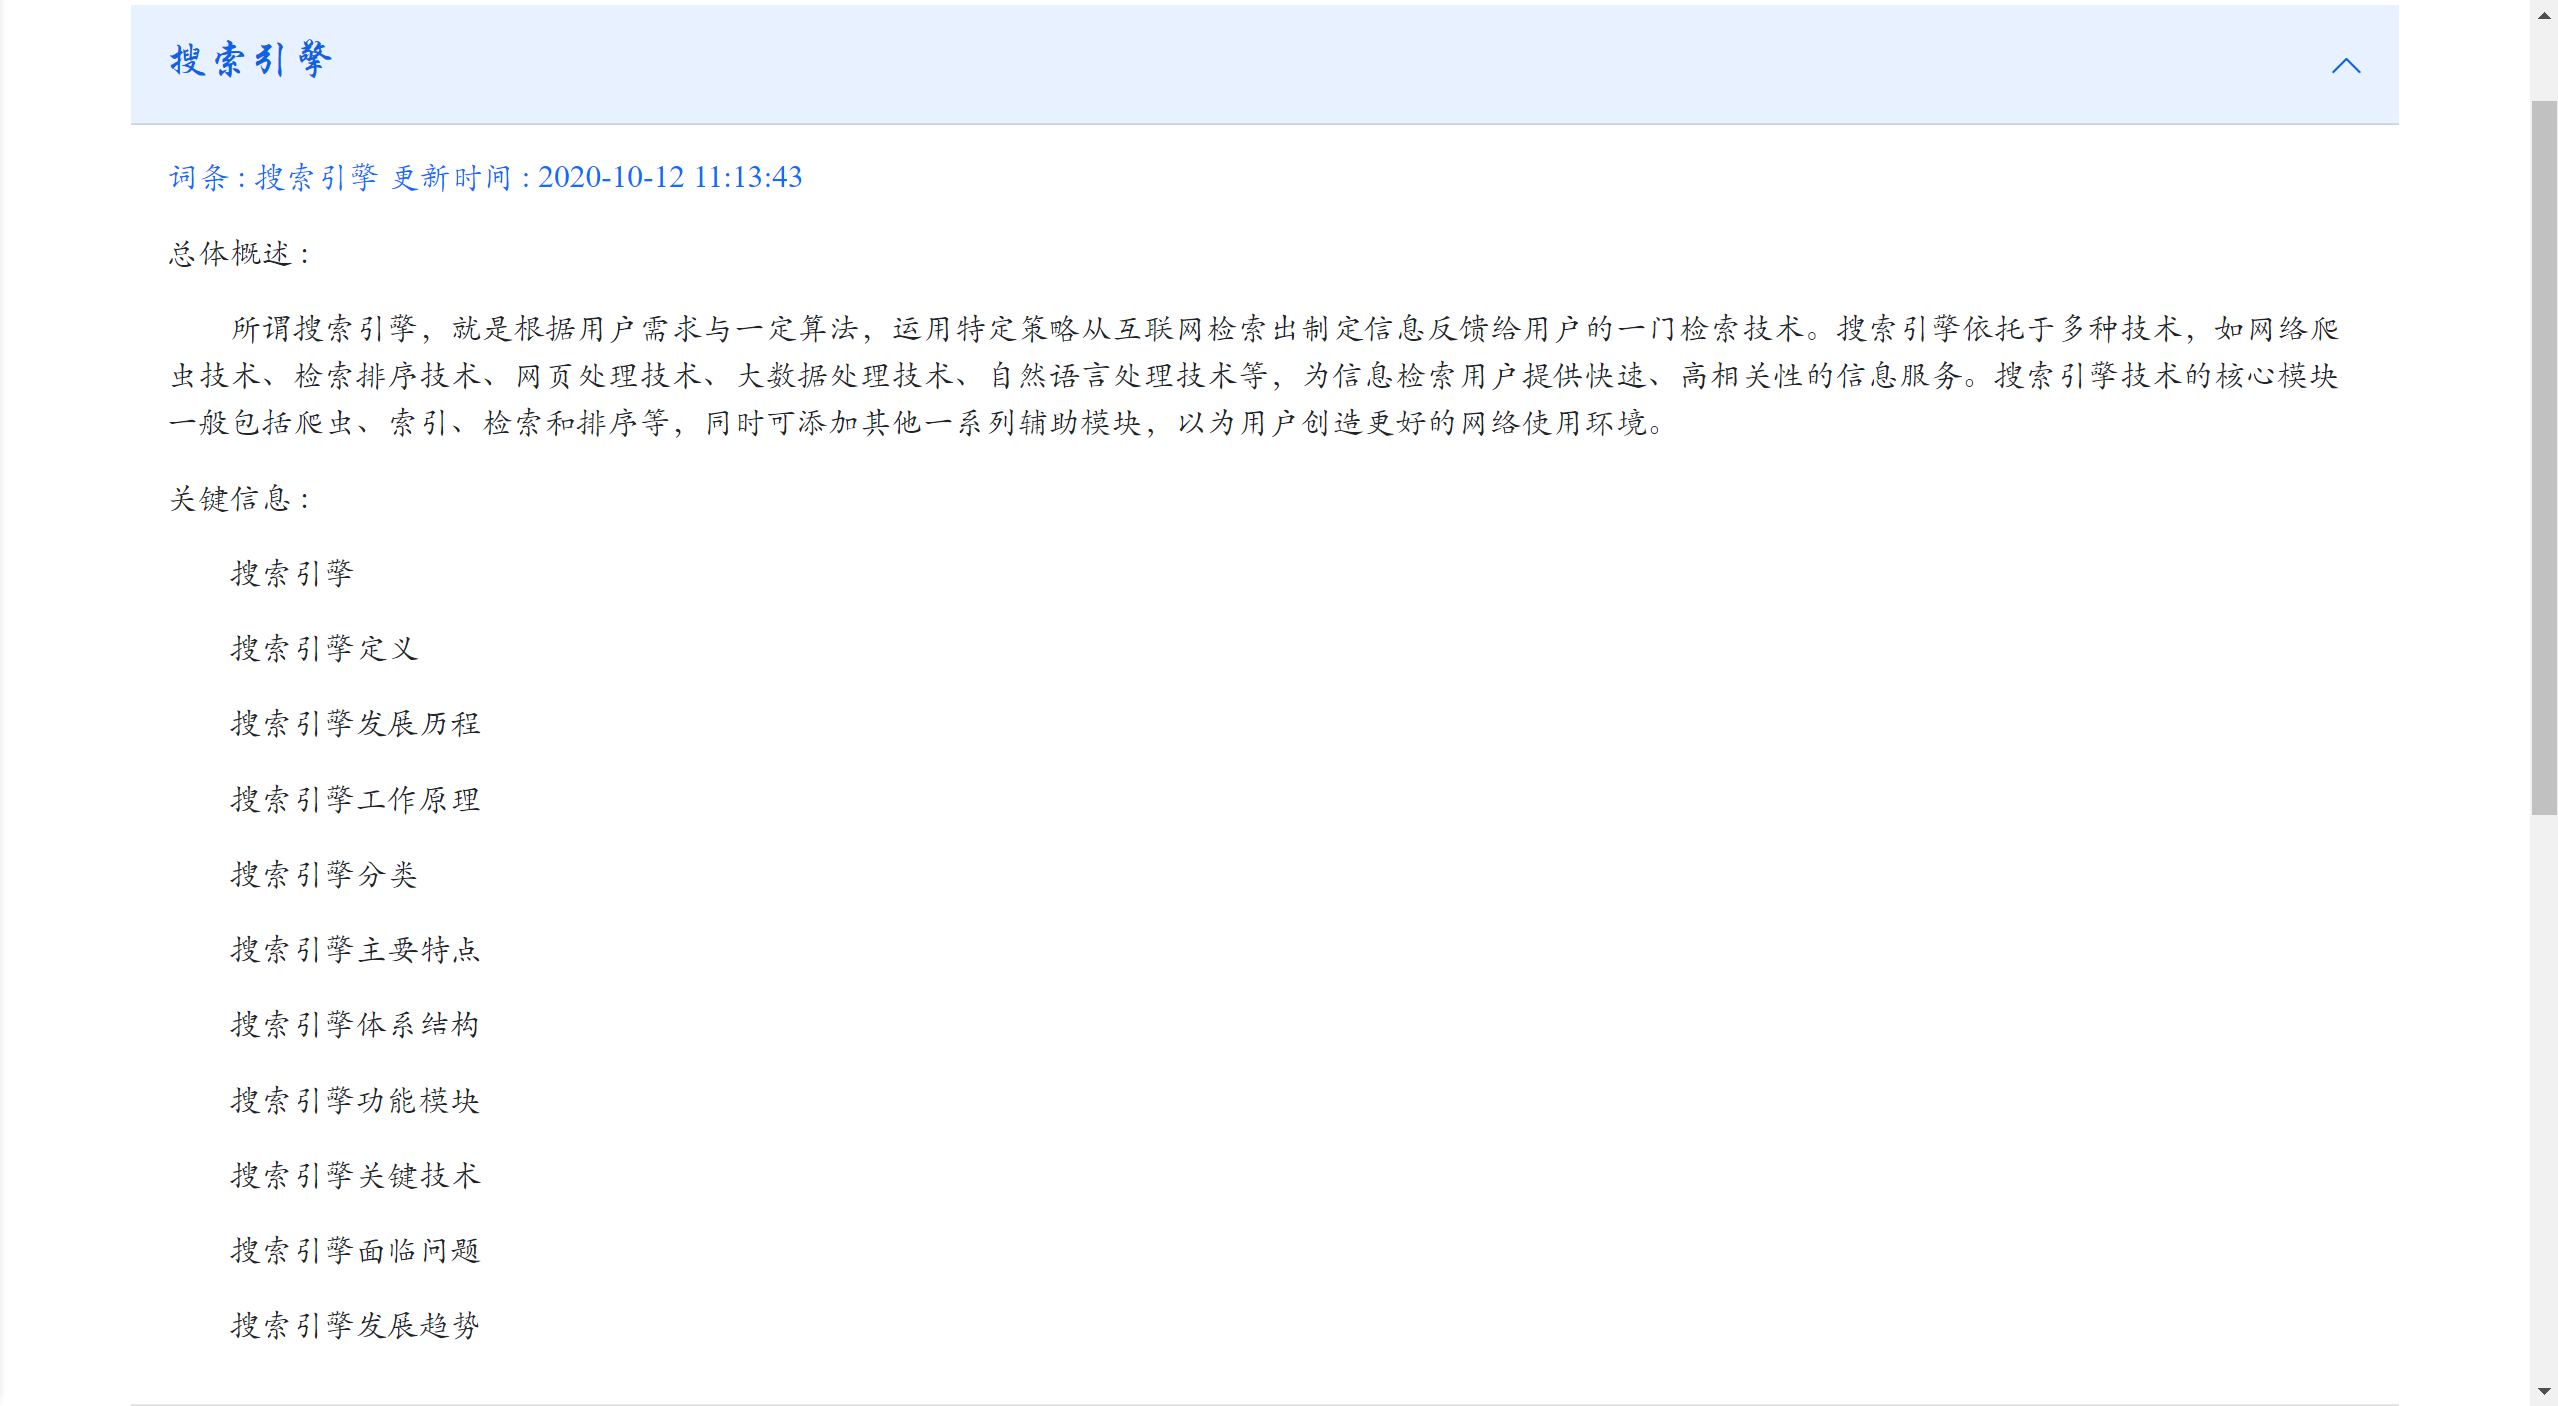 搜索引擎
词条：搜索引擎 更新时间：2020-10-12 11:13:43
总体概述：
所谓搜索引擎，就是根据用户需求与一定算法，运用特定策略从互联网检索出制定信息反馈给用户的一门检索技术。搜索引擎依托于多种技术，如网络爬
虫技术、检索排序技术、网页处理技术、大数据处理技术、自然语言处理技术等，为信息检索用户提供快速、高相关性的信息服务。搜索引擎技术的核心模块
一般包括爬虫、索引、检索和排序等，同时可添加其他一系列辅助模块，以为用户创造更好的网络使用环境。
关键信息：
搜索引擎
搜索引擎定义
搜索引擎发展历程
搜索引擎工作原理
搜索引擎分类
搜索引擎主要特点
搜索引擎体系结构
搜索引擎功能模块
搜索引擎关键技术
搜索引擎面临问题
搜索引擎发展趋势